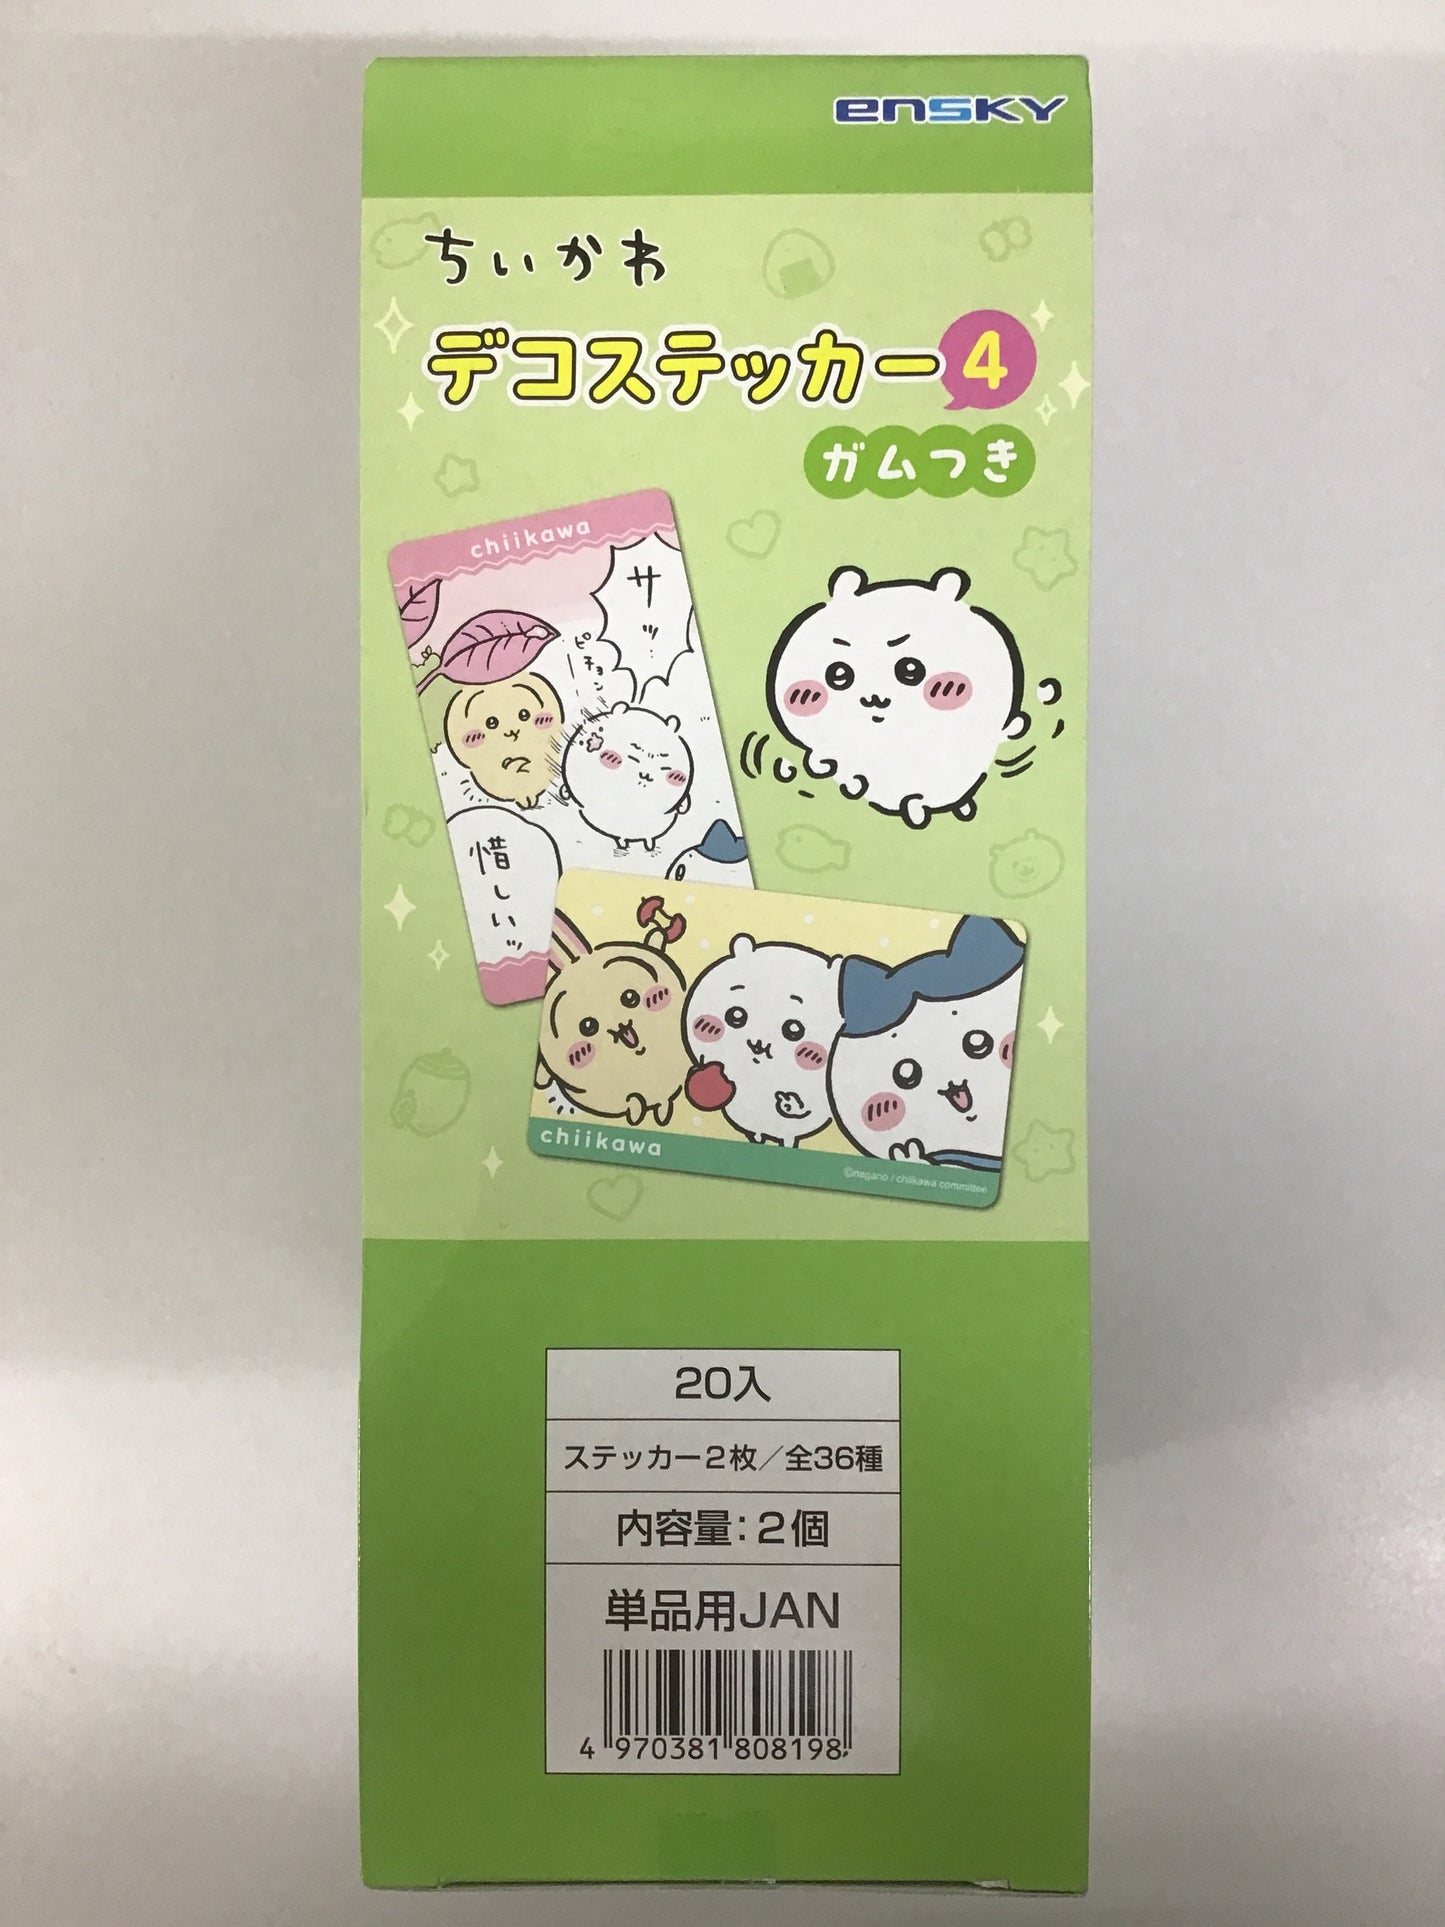 ensky
ちいかわ
デコステッカー4
ガムつき
chiikawa
サッ
ピチョン
惜しいッ
chiikawa
©nagano / chiikawa committee
20入
ステッカー2枚／全36種
内容量：2個
単品用JAN
4 970381 808198